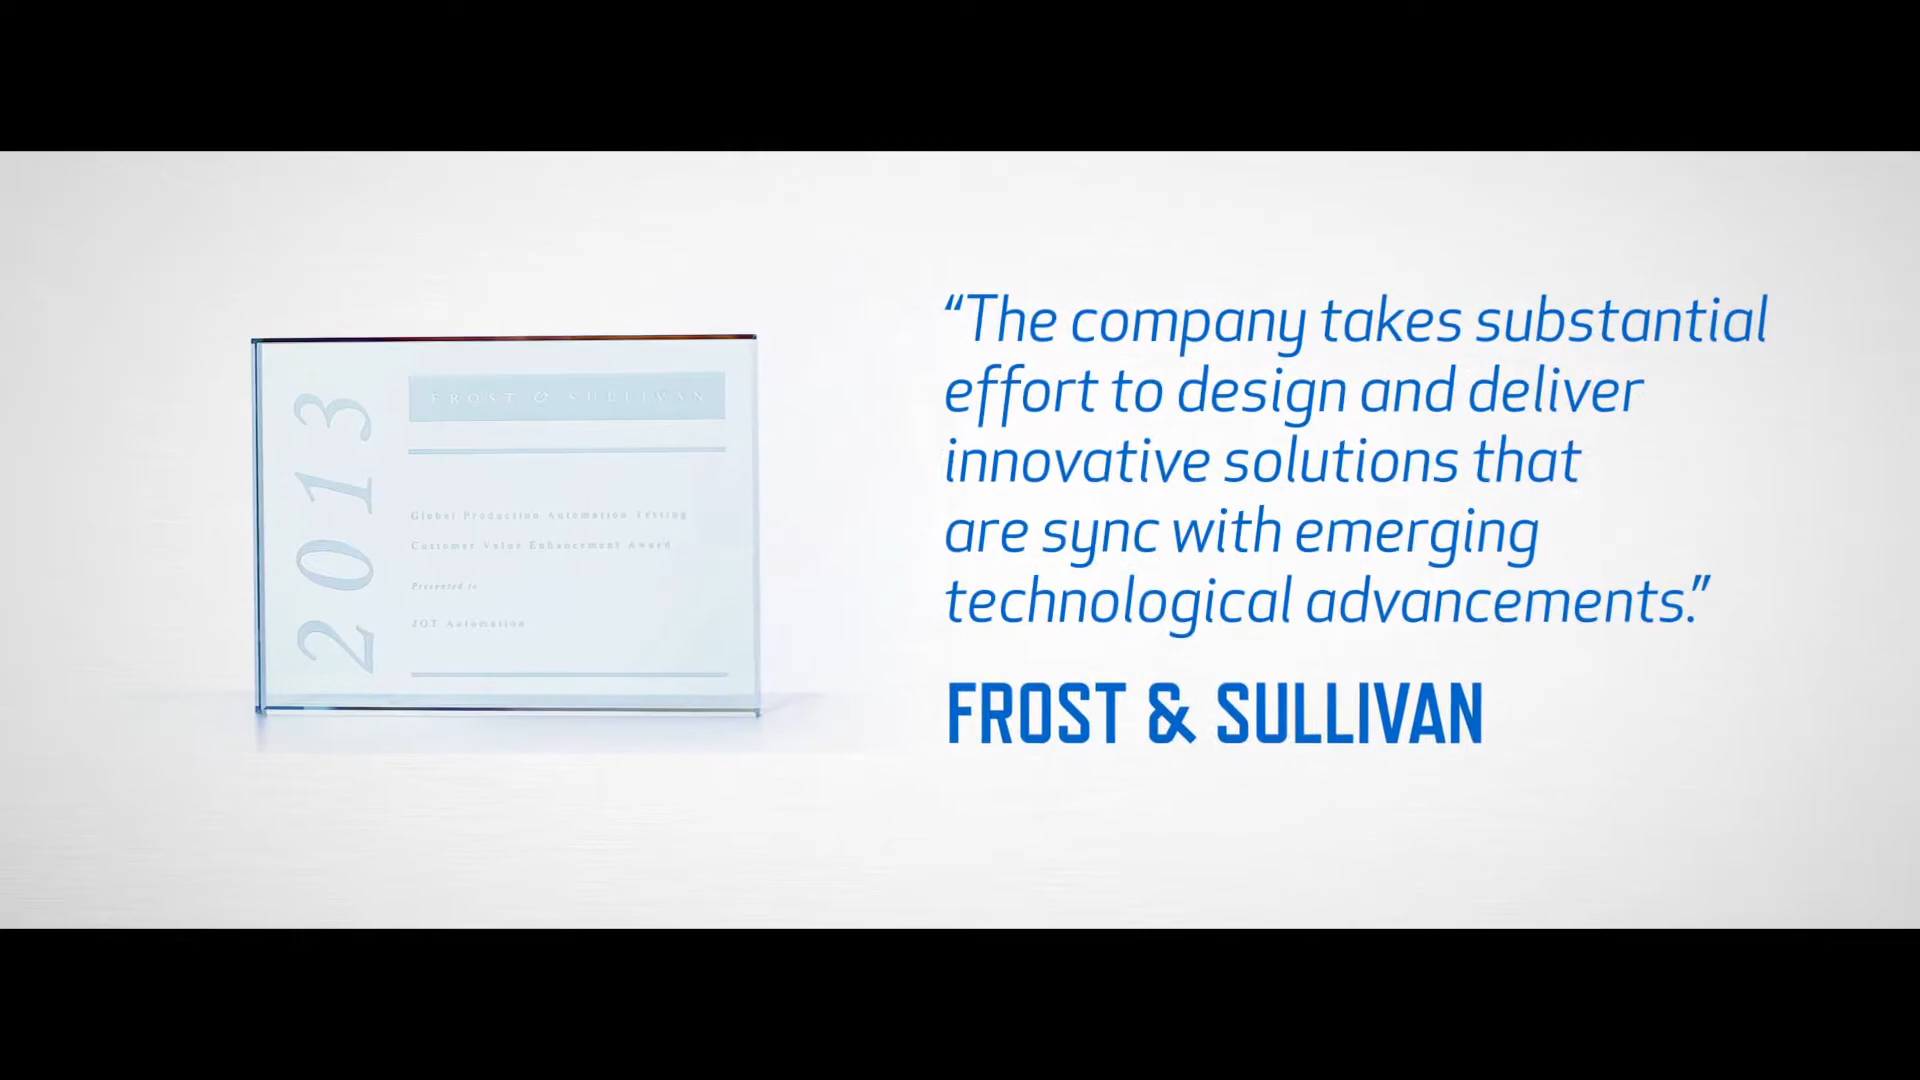 2013
FROST & SULLIVAN
Global Production Automation Testing
Customer Value Enhancement Award
Presented to
JOT Automation
“The company takes substantial
effort to design and deliver
innovative solutions that
are sync with emerging
technological advancements.”
FROST & SULLIVAN